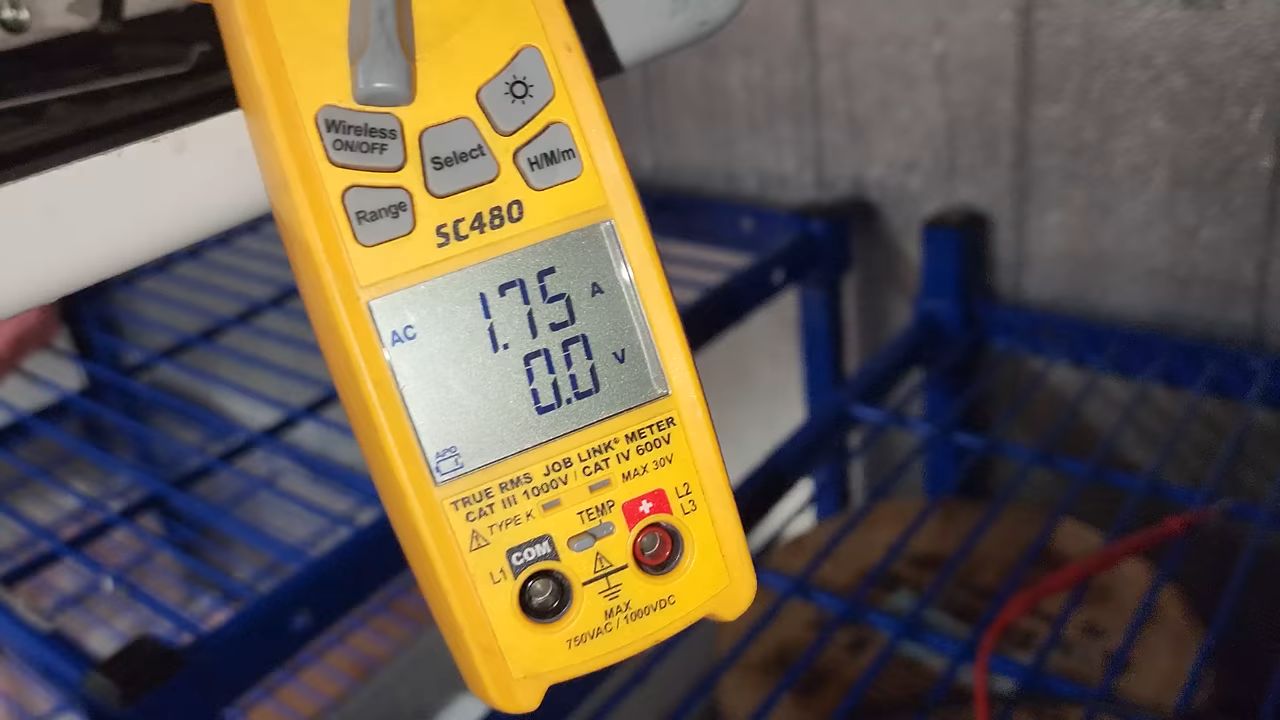 Wireless
ON/OFF
Select
H/M/m
Range
SC480
AC
1.75 A
0.0 V
APO
TRUE RMS JOB LINK® METER
CAT III 1000V / CAT IV 600V
TYPE K
MAX 30V
TEMP
L2
L3
L1
COM
MAX
750VAC / 1000VDC